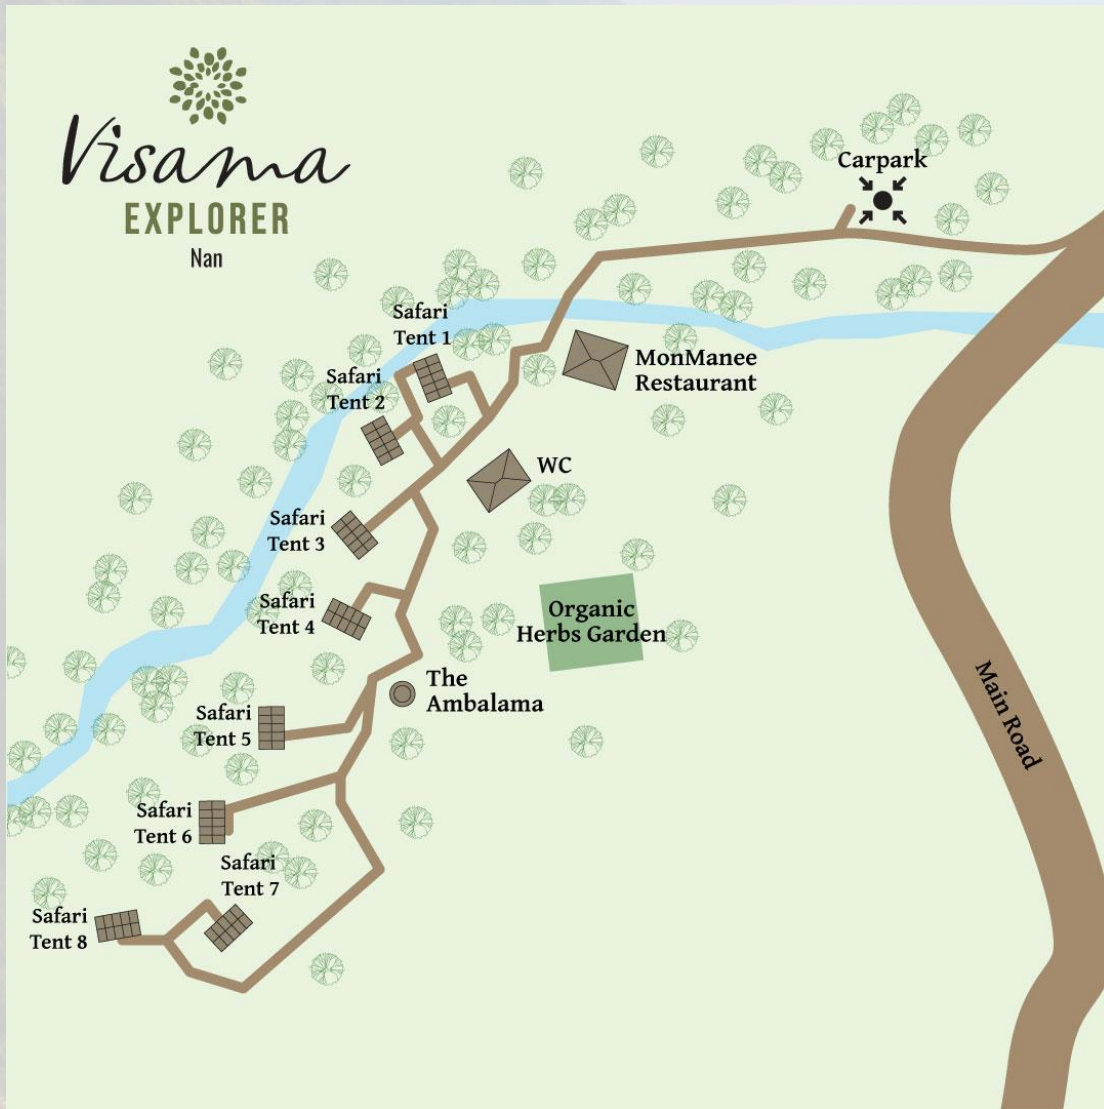 Visama
EXPLORER
Nan
Carpark
Safari
Tent 1
MonManee
Restaurant
Safari
Tent 2
WC
Safari
Tent 3
Safari
Tent 4
Organic
Herbs Garden
The
Ambalama
Main Road
Safari
Tent 5
Safari
Tent 6
Safari
Tent 7
Safari
Tent 8